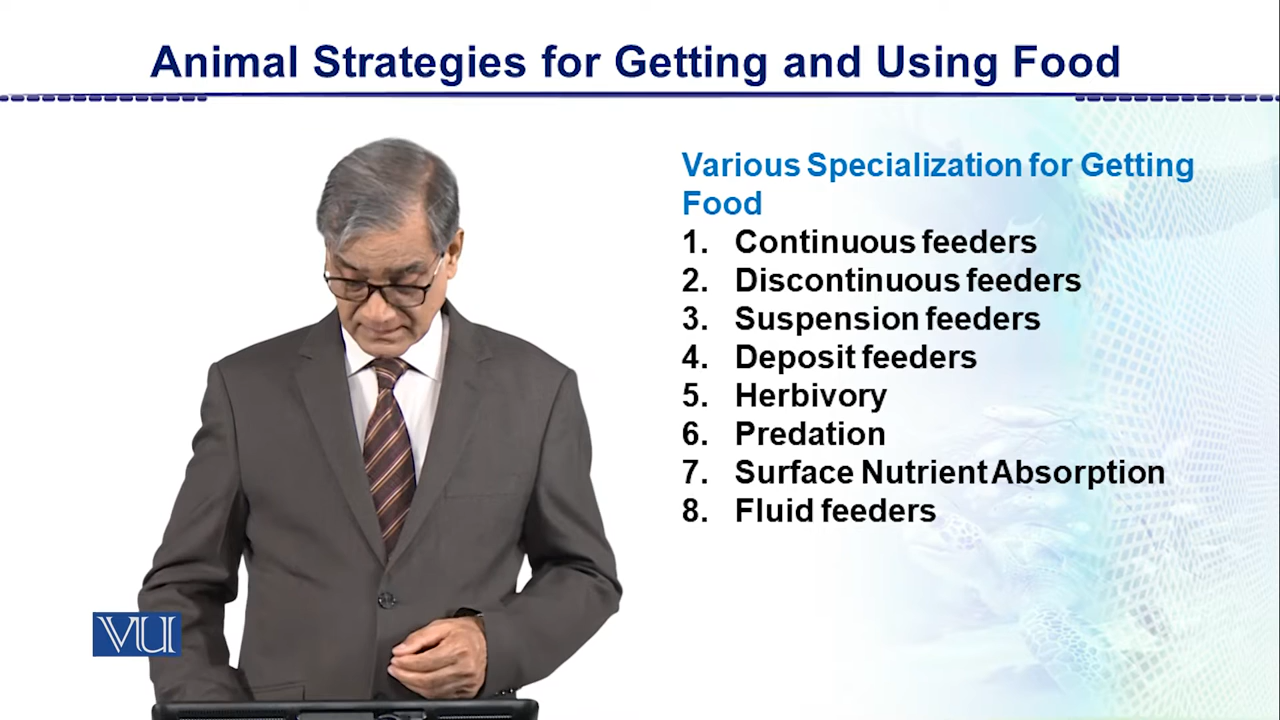 Animal Strategies for Getting and Using Food
Various Specialization for Getting
Food
1. Continuous feeders
2. Discontinuous feeders
3. Suspension feeders
4. Deposit feeders
5. Herbivory
6. Predation
7. Surface Nutrient Absorption
8. Fluid feeders
VU